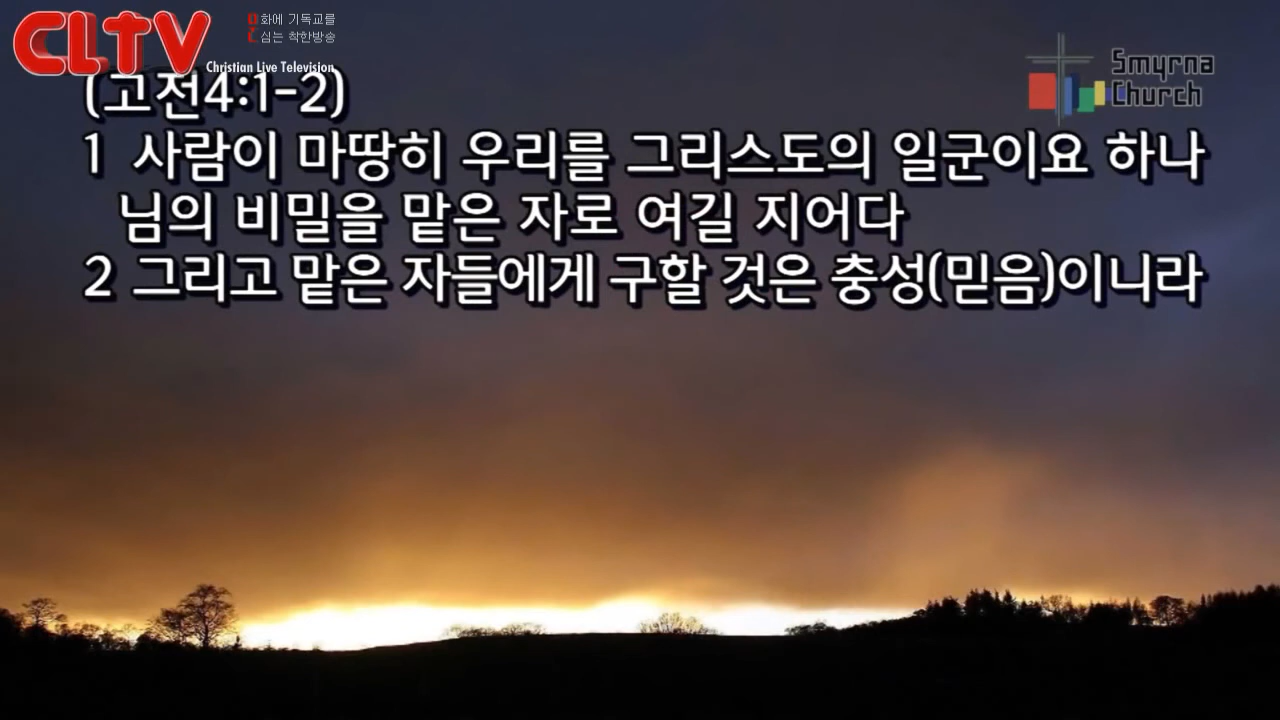 CLTV
화에 기독교를
심는 착한방송
Christian Live Television
Smyrna
Church
(고전4:1-2)
1 사람이 마땅히 우리를 그리스도의 일군이요 하나
님의 비밀을 맡은 자로 여길 지어다
2 그리고 맡은 자들에게 구할 것은 충성(믿음)이니라